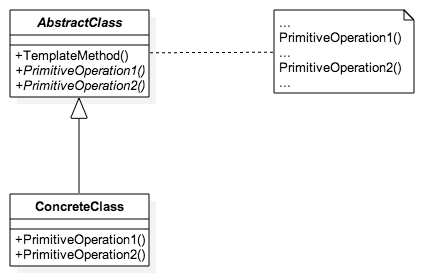 AbstractClass
+TemplateMethod()
+PrimitiveOperation1()
+PrimitiveOperation2()
...
PrimitiveOperation1()
...
PrimitiveOperation2()
...
ConcreteClass
+PrimitiveOperation1()
+PrimitiveOperation2()